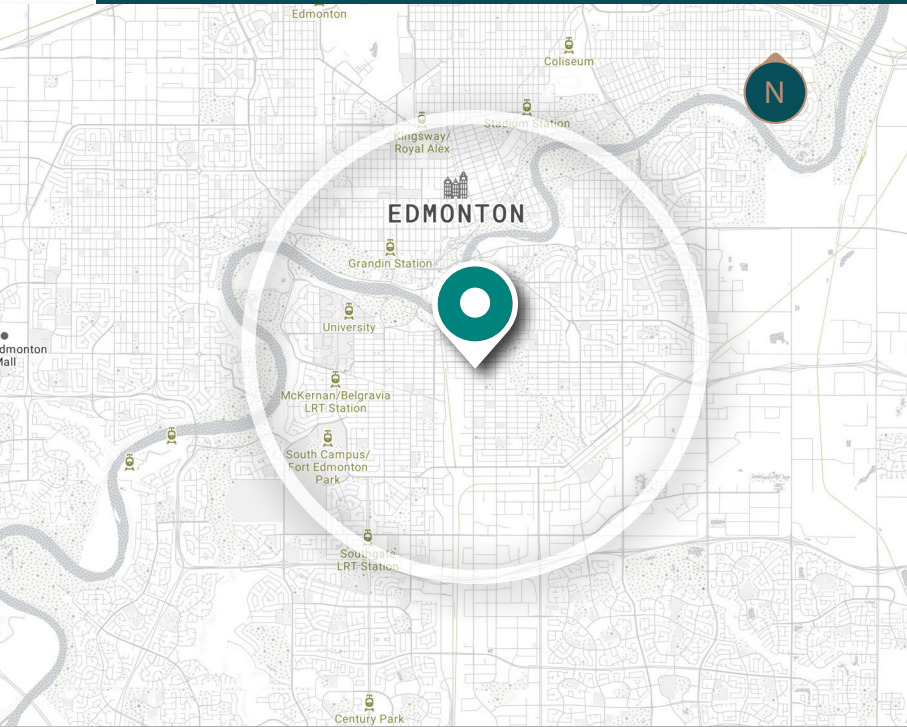 Edmonton
Coliseum
N
Stadium Station
Kingsway/
Royal Alex
EDMONTON
Grandin Station
University
dmonton
Mall
McKernan/Belgravia
LRT Station
South Campus/
Fort Edmonton
Park
Southgate
LRT Station
Century Park